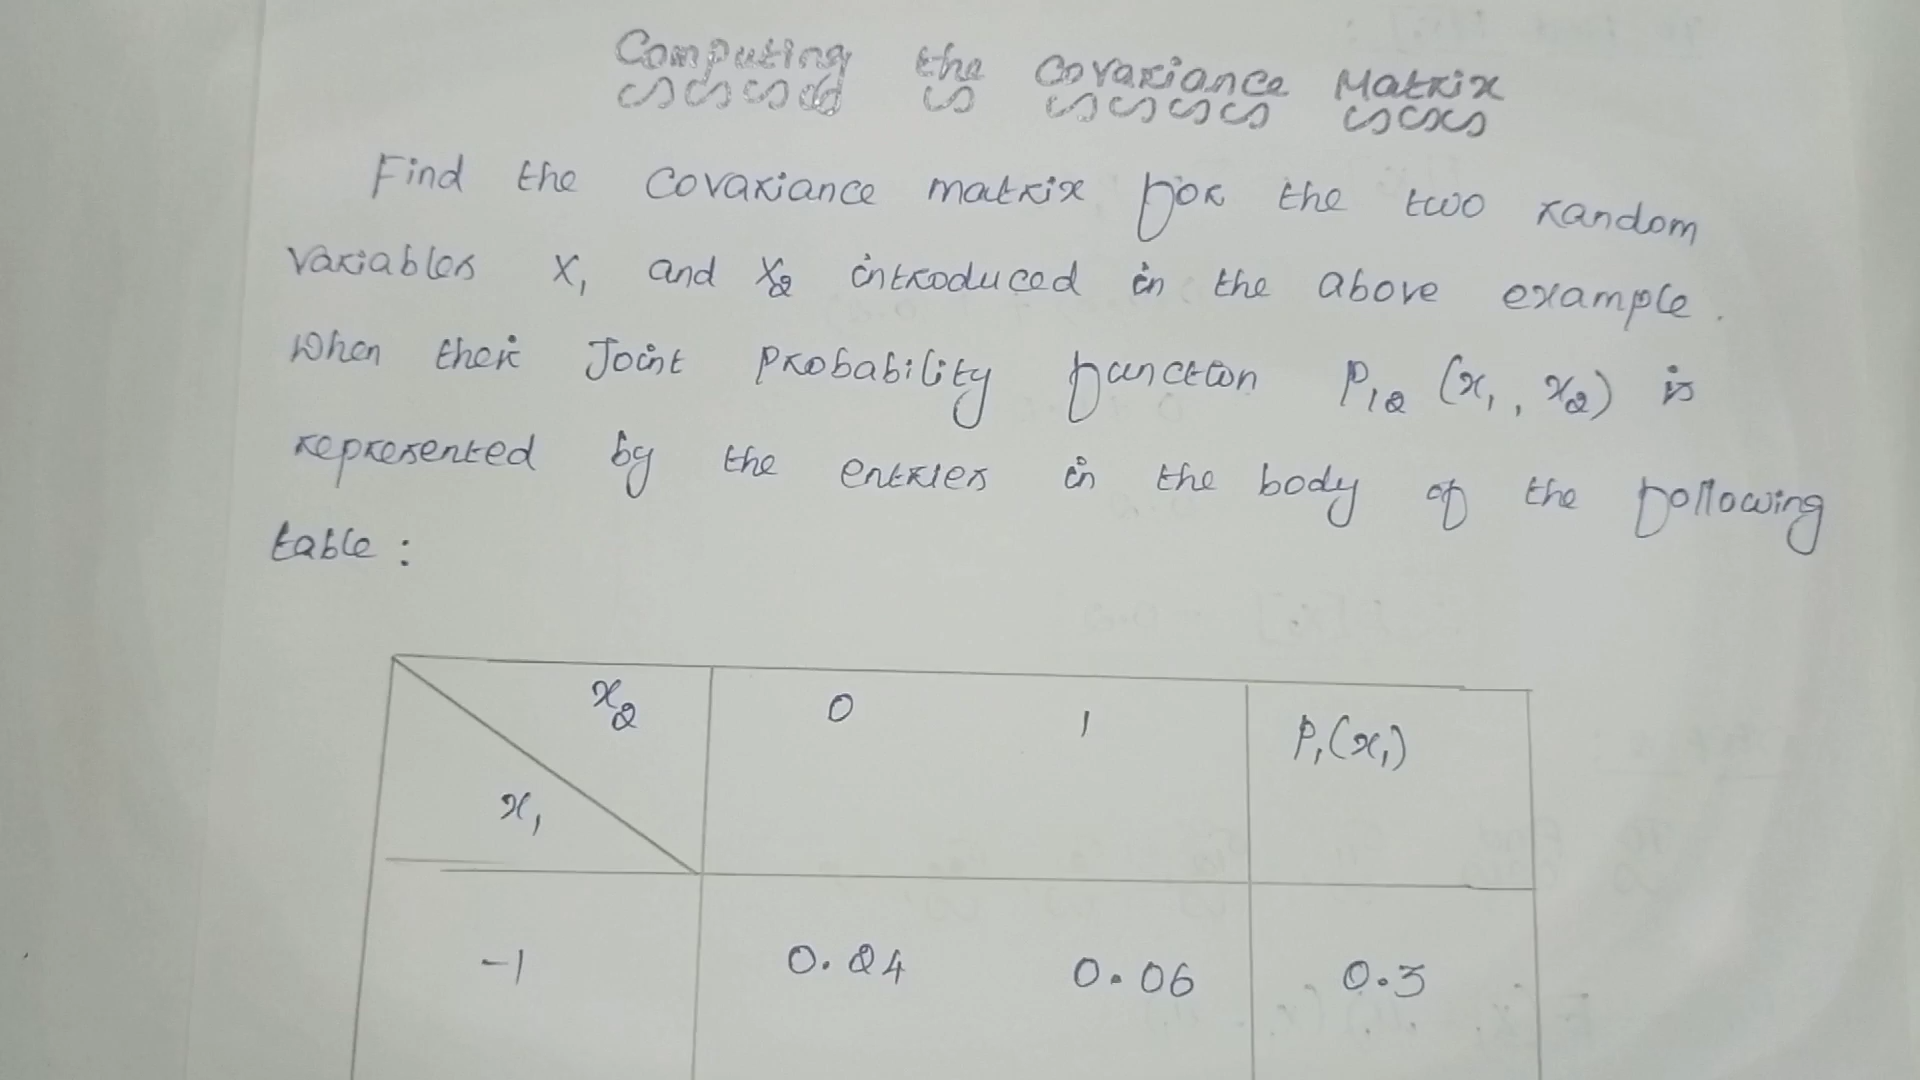 Computing the Covariance Matrix
Find the covariance matrix for the two random
variables X₁ and X₂ introduced in the above example.
When their Joint Probability function P₁₂ (x₁, x₂) is
represented by the entries in the body of the following
table :
x₂ 0 1 P₁(x₁)
x₁
-1 0.24 0.06 0.3